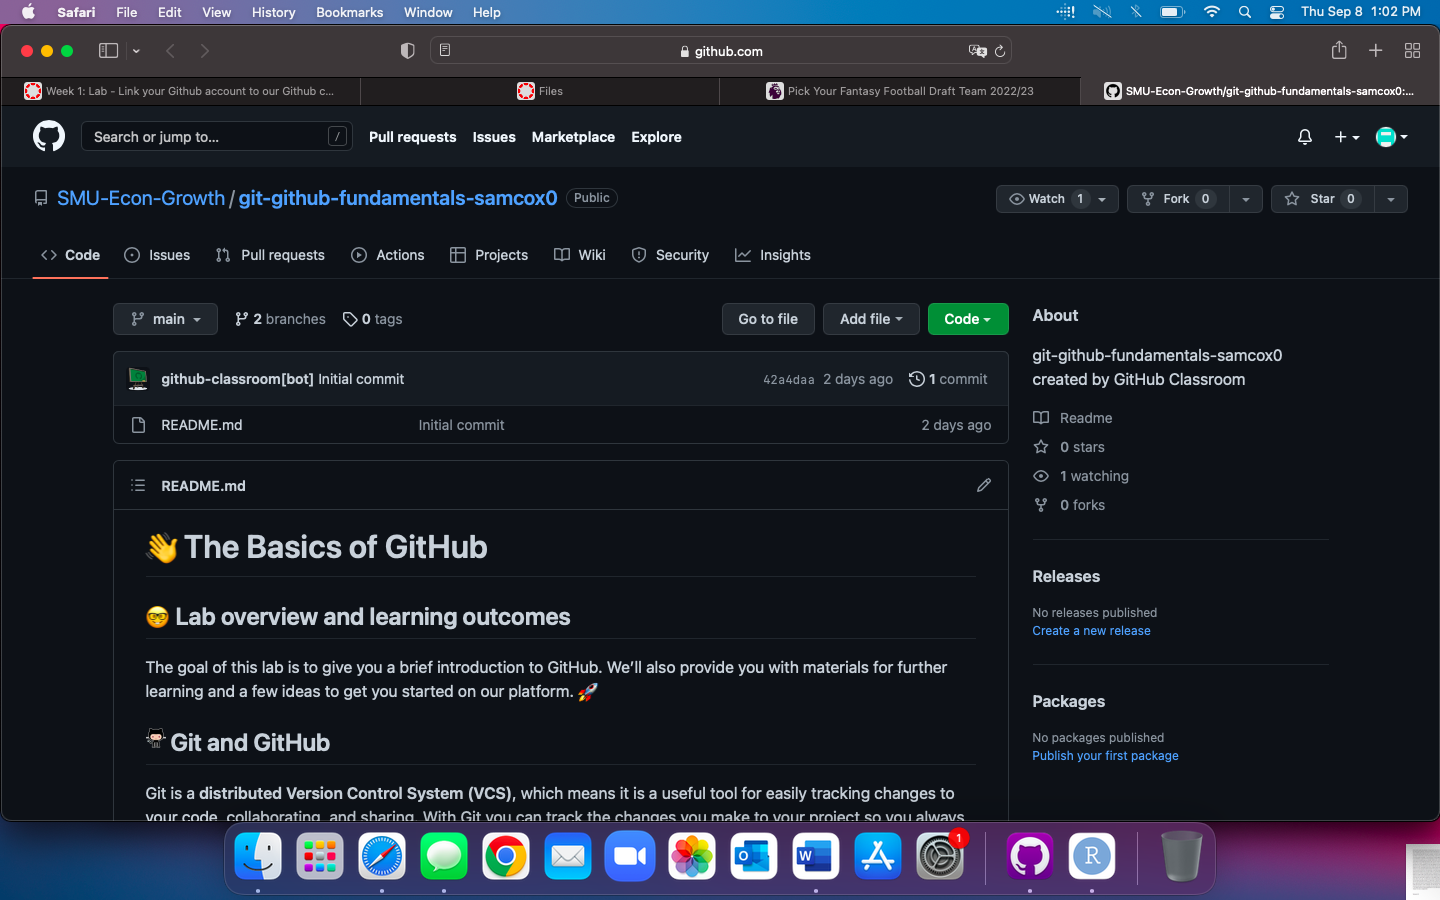 Safari File Edit View History Bookmarks Window Help Thu Sep 8 1:02 PM
github.com
Week 1: Lab - Link your Github account to our Github c...
Files
Pick Your Fantasy Football Draft Team 2022/23
SMU-Econ-Growth/git-github-fundamentals-samcox0:...
Search or jump to... /
Pull requests Issues Marketplace Explore
SMU-Econ-Growth / git-github-fundamentals-samcox0 Public
Watch 1 Fork 0 Star 0
Code Issues Pull requests Actions Projects Wiki Security Insights
main 2 branches 0 tags Go to file Add file Code
github-classroom[bot] Initial commit 42a4daa 2 days ago 1 commit
README.md Initial commit 2 days ago
README.md
The Basics of GitHub
Lab overview and learning outcomes
The goal of this lab is to give you a brief introduction to GitHub. We’ll also provide you with materials for further
learning and a few ideas to get you started on our platform.
Git and GitHub
Git is a distributed Version Control System (VCS), which means it is a useful tool for easily tracking changes to
your code, collaborating, and sharing. With Git you can track the changes you make to your project so you always
About
git-github-fundamentals-samcox0
created by GitHub Classroom
Readme
0 stars
1 watching
0 forks
Releases
No releases published
Create a new release
Packages
No packages published
Publish your first package
O
W
1
R